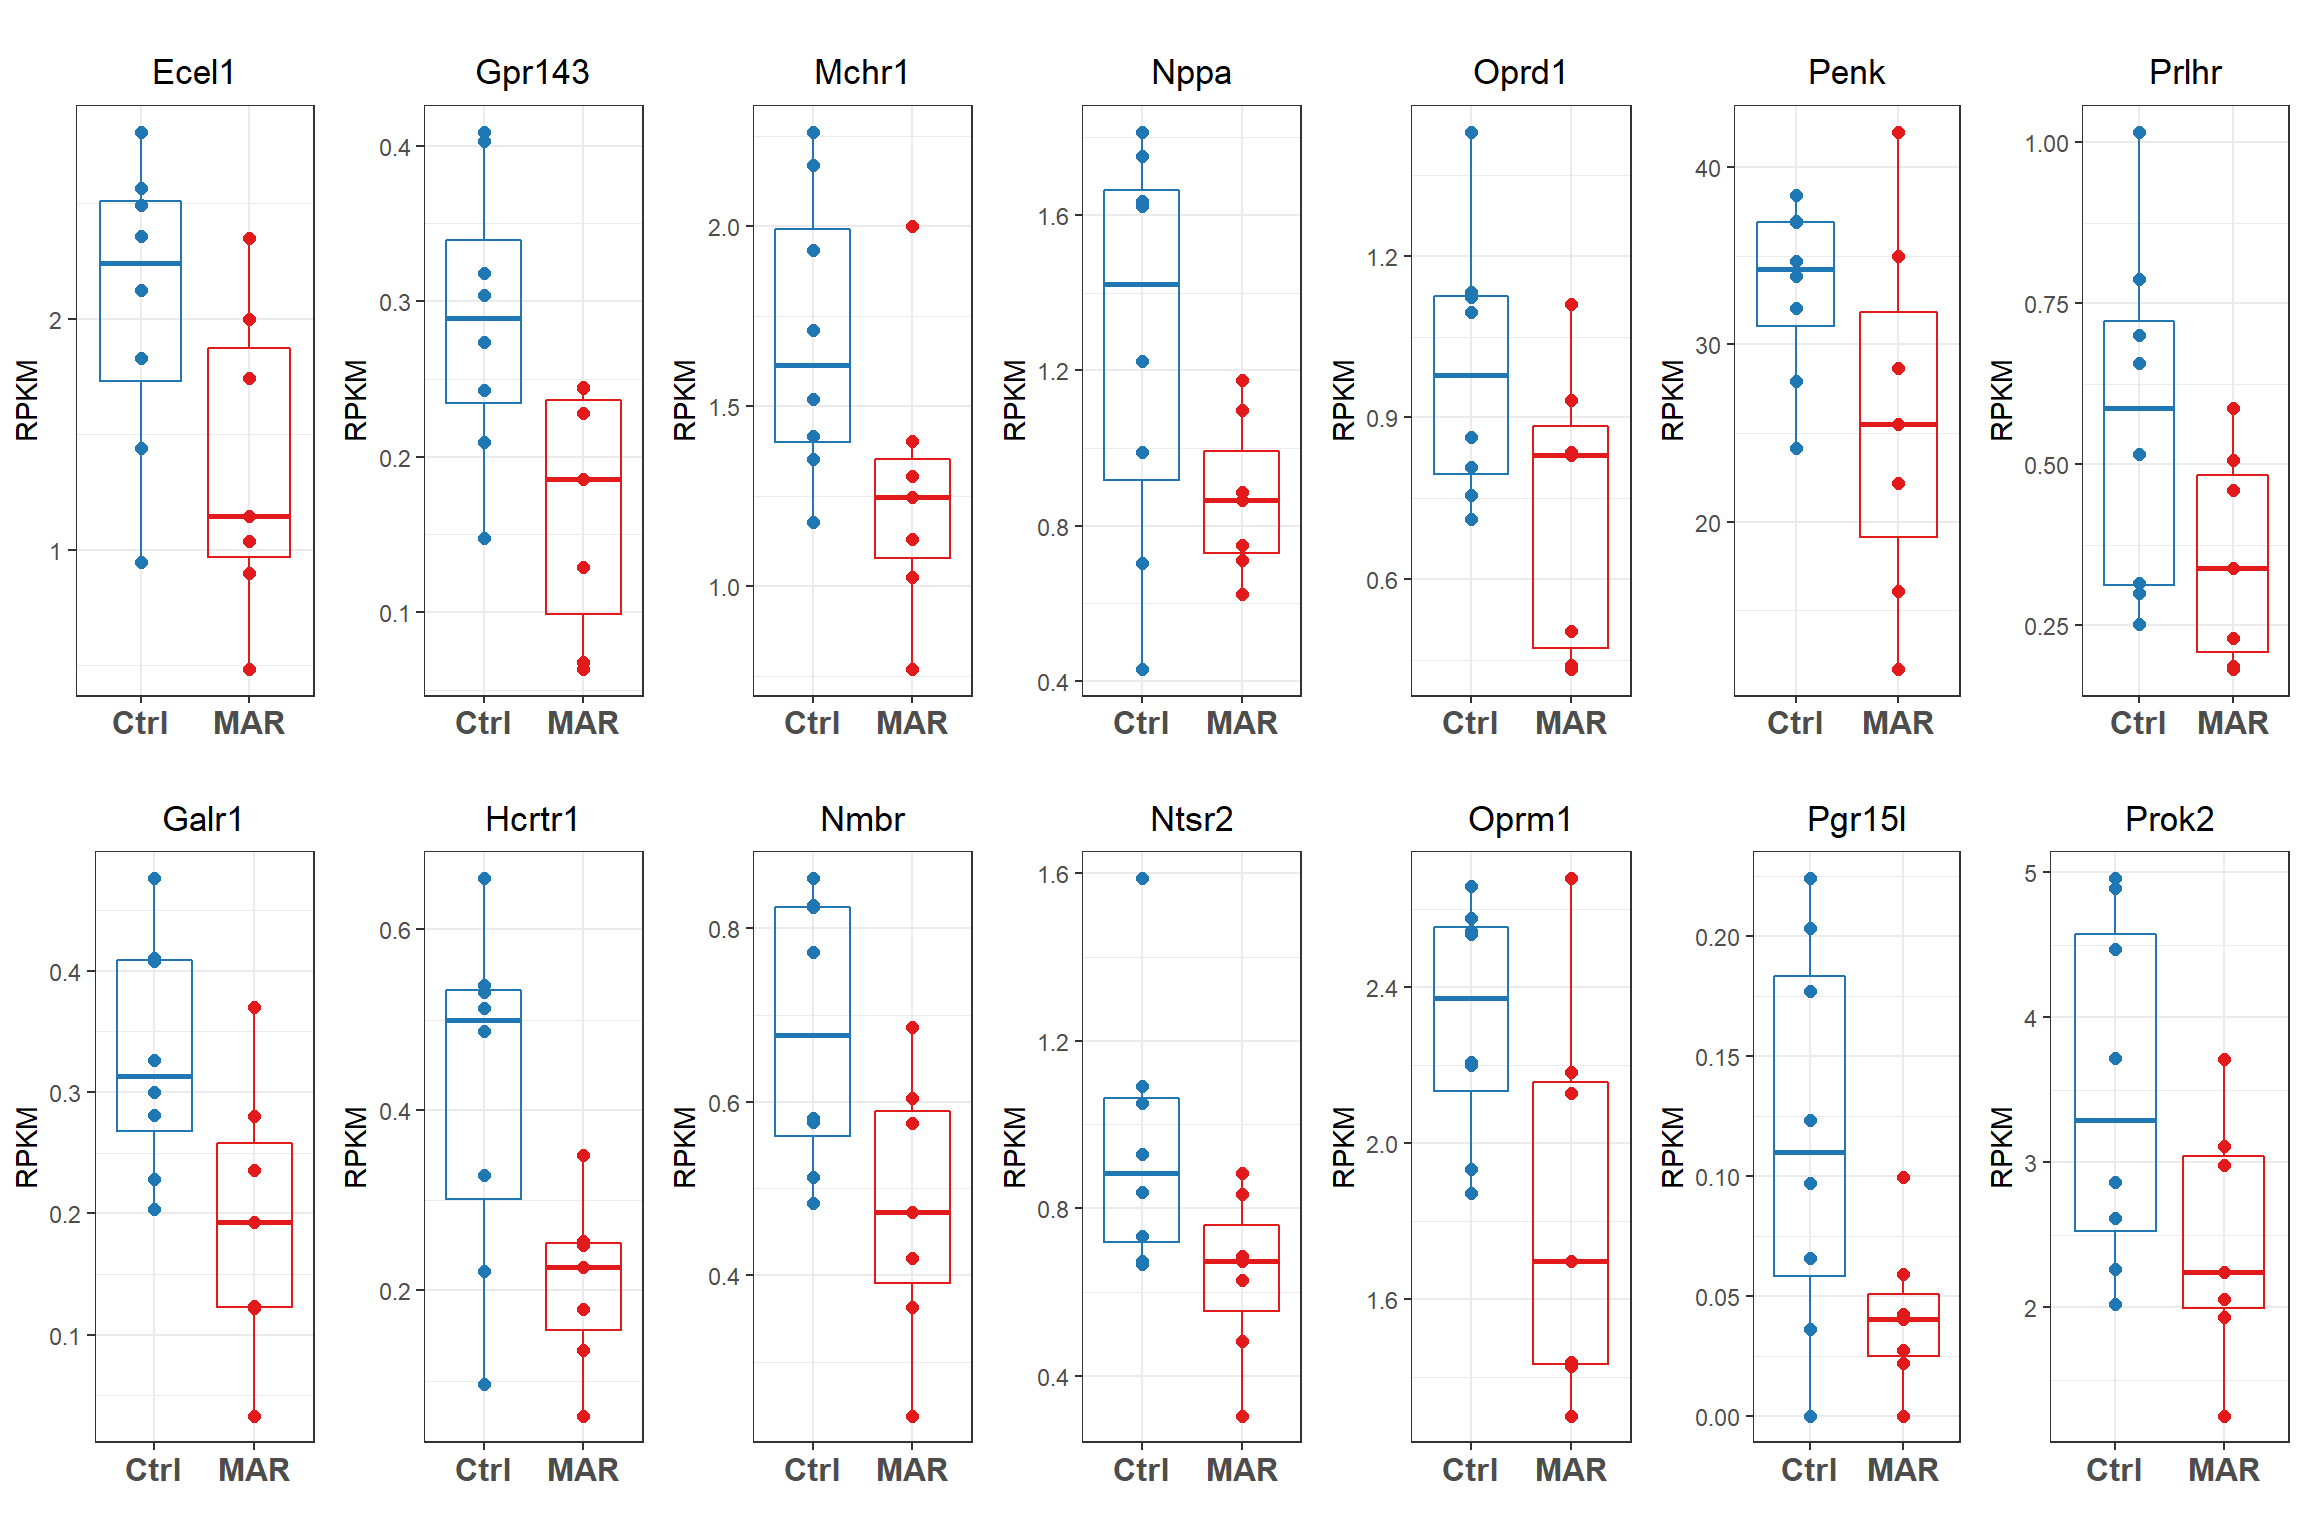 Ecel1 Gpr143 Mchr1 Nppa Oprd1 Penk Prlhr
RPKM RPKM RPKM RPKM RPKM RPKM RPKM
2 0.4 2.0 1.6 1.2 40 1.00
1 0.3 1.5 1.2 0.9 30 0.75
0.2 1.0 0.8 0.6 20 0.50
0.1 0.4 0.25
Ctrl MAR Ctrl MAR Ctrl MAR Ctrl MAR Ctrl MAR Ctrl MAR Ctrl MAR
Galr1 Hcrtr1 Nmbr Ntsr2 Oprm1 Pgr15l Prok2
RPKM RPKM RPKM RPKM RPKM RPKM RPKM
0.4 0.6 0.8 1.6 2.4 0.20 5
0.3 0.4 0.6 1.2 2.0 0.15 4
0.2 0.2 0.4 0.8 1.6 0.10 3
0.1 0.4 0.05 2
0.00
Ctrl MAR Ctrl MAR Ctrl MAR Ctrl MAR Ctrl MAR Ctrl MAR Ctrl MAR